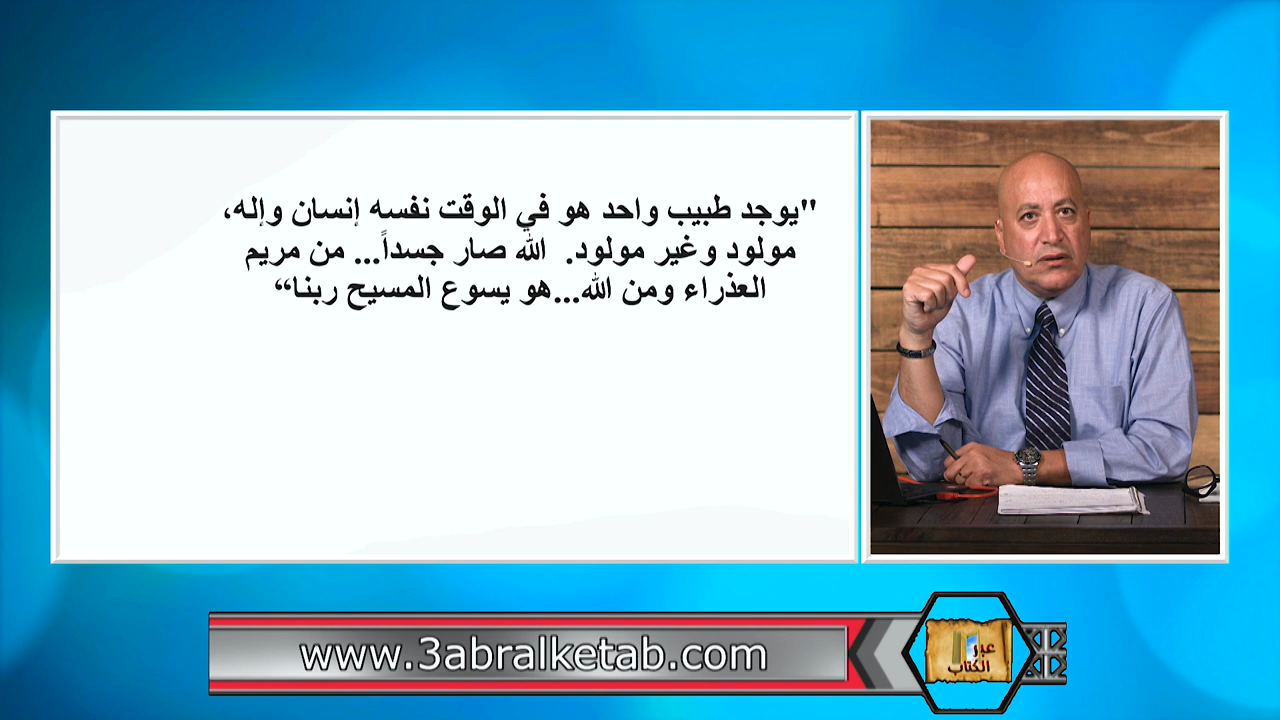 "يوجد طبيب واحد هو في الوقت نفسه إنسان وإله،
مولود وغير مولود.  الله صار جسداً... من مريم
العذراء ومن الله...هو يسوع المسيح ربنا“
www.3abralketab.com
عبر
الكتاب